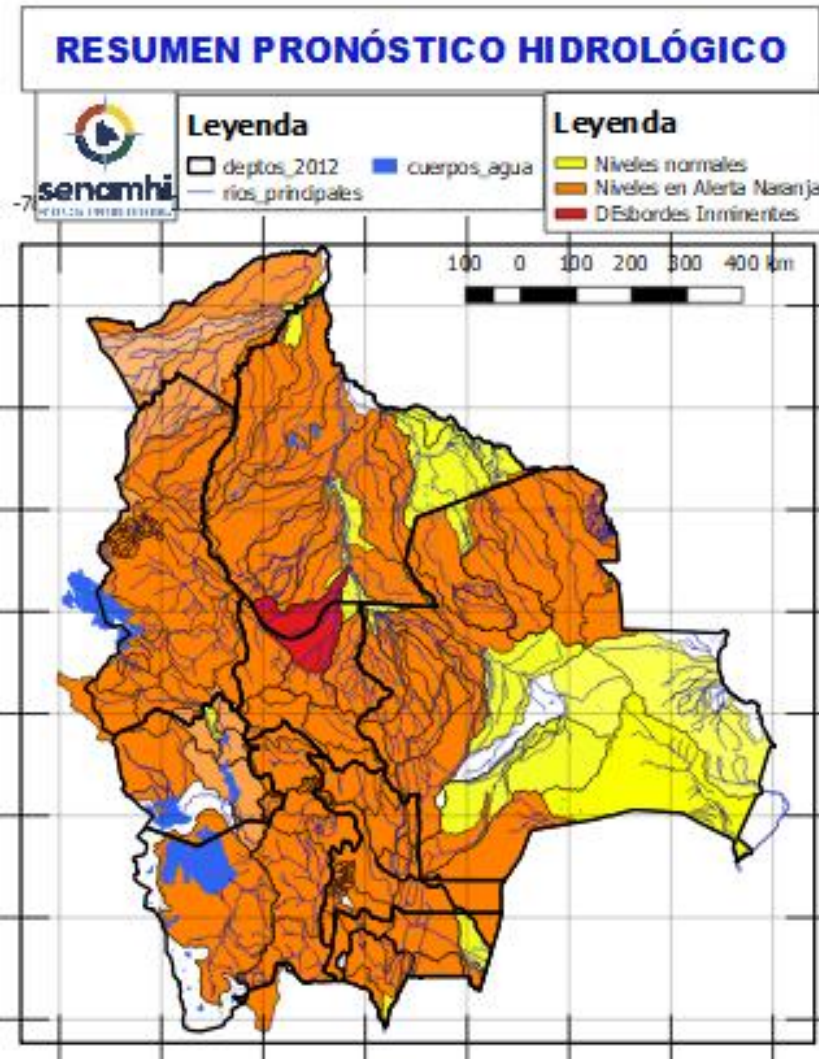 RESUMEN PRONÓSTICO HIDROLÓGICO
senamhi
Leyenda
deptos_2012
cuerpos_agua
rios_principales
Leyenda
Niveles normales
Niveles en Alerta Naranja
DEsbordes Inminentes
100 0 100 200 300 400 km